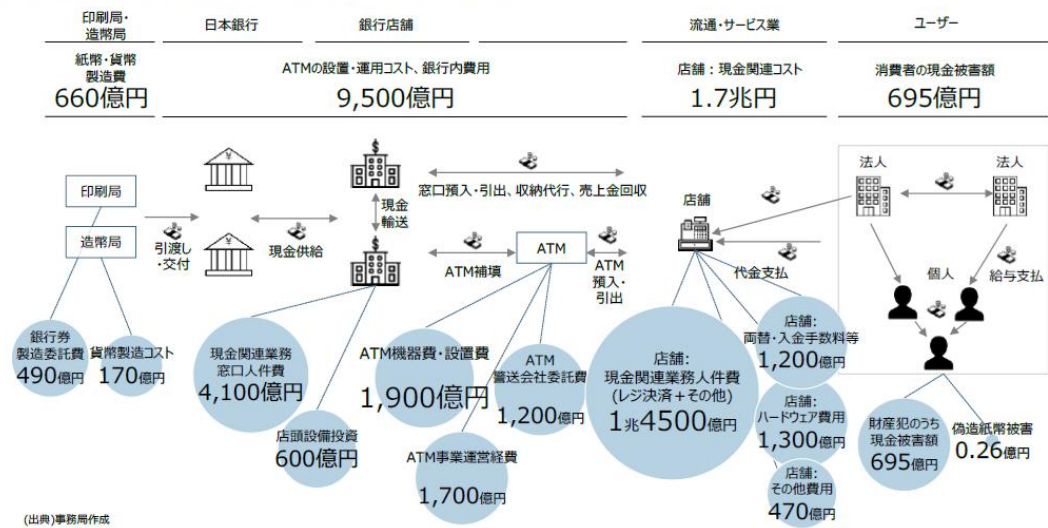 印刷局・
造幣局
日本銀行
銀行店舗
流通・サービス業
ユーザー
紙幣・貨幣
製造費
660億円
ATMの設置・運用コスト、銀行内費用
9,500億円
店舗：現金関連コスト
1.7兆円
消費者の現金被害額
695億円
印刷局
造幣局
引渡し
・交付
現金供給
現金
輸送
窓口預入・引出、収納代行、売上金回収
ATM補填
ATM
ATM
預入・
引出
店舗
代金支払
法人
法人
個人
給与支払
銀行券
製造委託費
490億円
貨幣製造コスト
170億円
現金関連業務
窓口人件費
4,100億円
店頭設備投資
600億円
ATM機器費・設置費
1,900億円
ATM事業運営経費
1,700億円
ATM
警送会社委託費
1,200億円
店舗：
現金関連業務人件費
(レジ決済＋その他)
1兆4500億円
店舗：
両替・入金手数料等
1,200億円
店舗：
ハードウェア費用
1,300億円
店舗：
その他費用
470億円
財産犯のうち
現金被害額
695億円
偽造紙幣被害
0.26億円
(出典)事務局作成